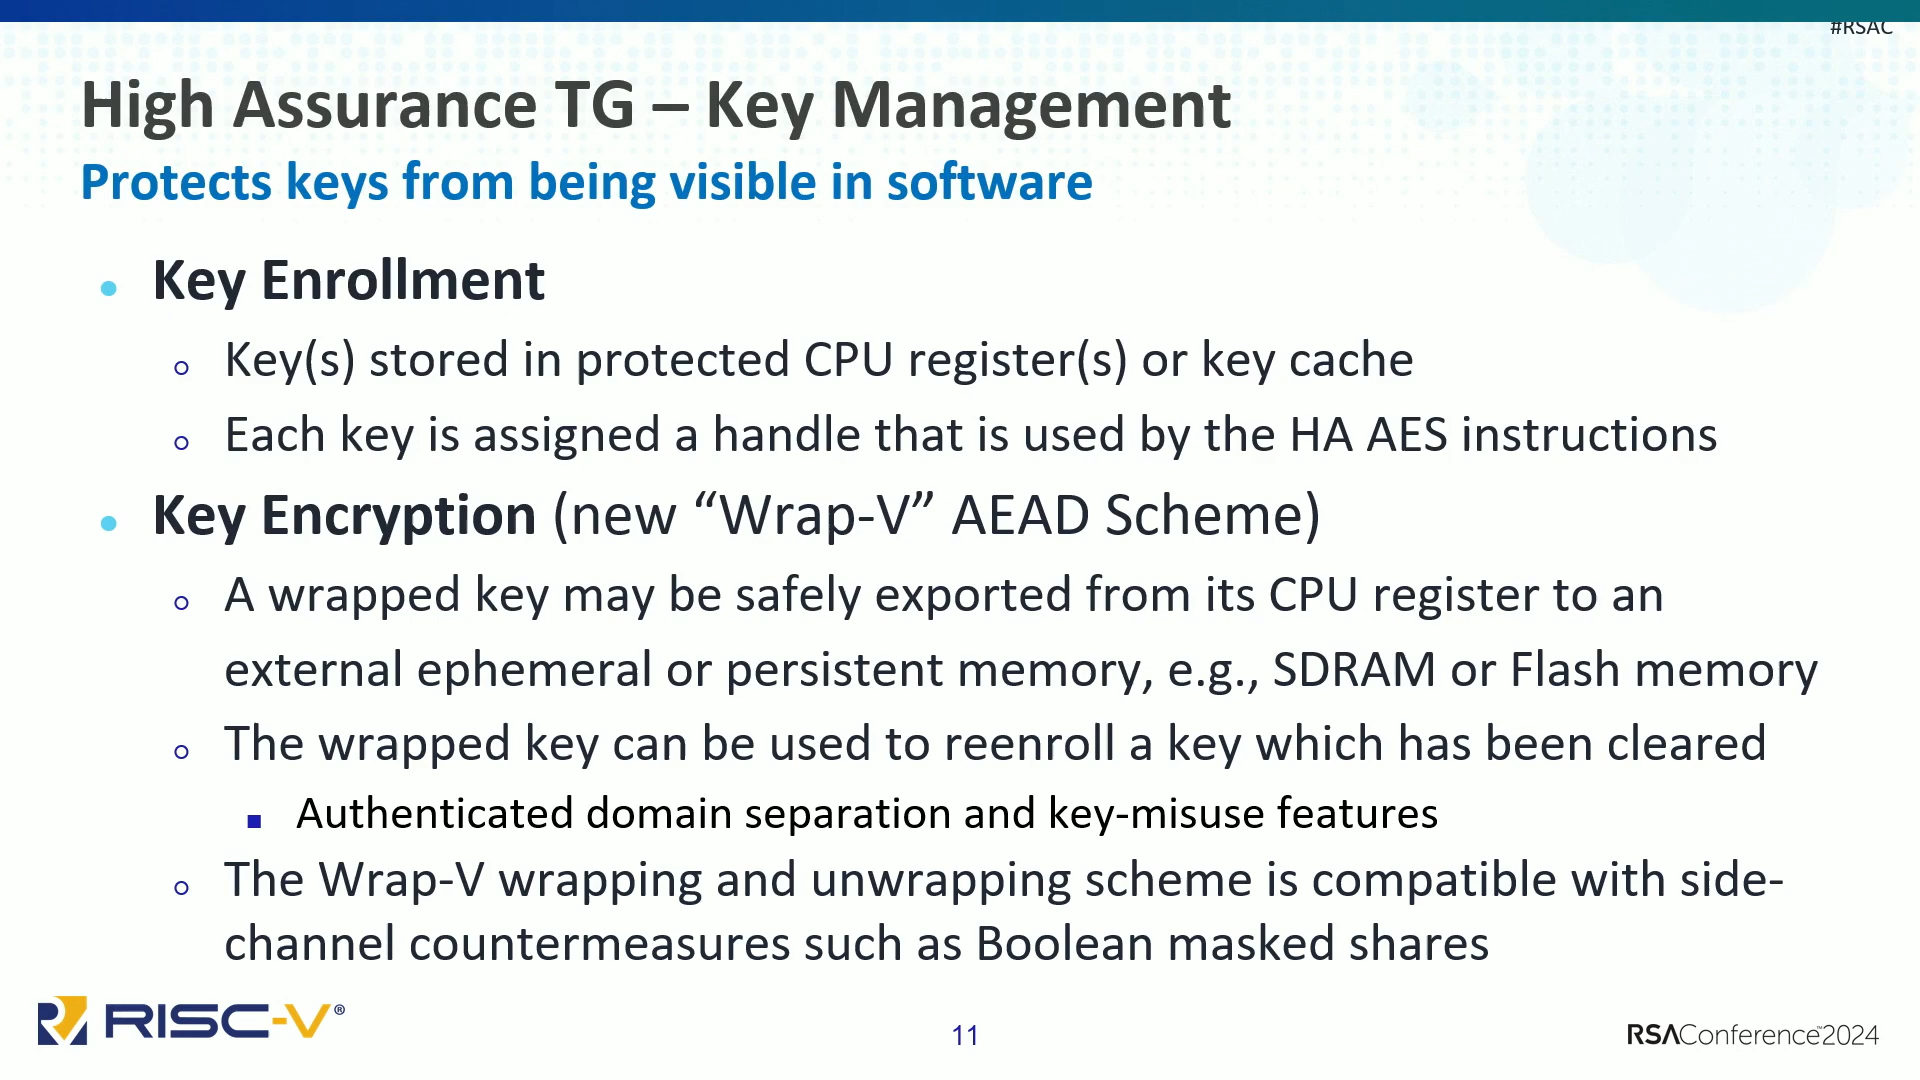 #RSAC
High Assurance TG – Key Management
Protects keys from being visible in software
• Key Enrollment
○ Key(s) stored in protected CPU register(s) or key cache
○ Each key is assigned a handle that is used by the HA AES instructions
• Key Encryption (new “Wrap-V” AEAD Scheme)
○ A wrapped key may be safely exported from its CPU register to an
external ephemeral or persistent memory, e.g., SDRAM or Flash memory
○ The wrapped key can be used to reenroll a key which has been cleared
■ Authenticated domain separation and key-misuse features
○ The Wrap-V wrapping and unwrapping scheme is compatible with side-
channel countermeasures such as Boolean masked shares
RISC-V®
11
RSAConference™2024